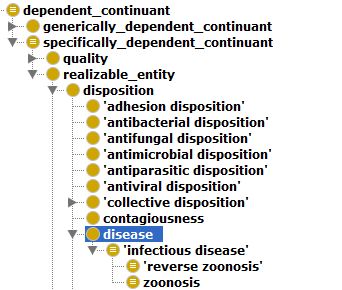 dependent_continuant
generically_dependent_continuant
specifically_dependent_continuant
quality
realizable_entity
disposition
'adhesion disposition'
'antibacterial disposition'
'antifungal disposition'
'antimicrobial disposition'
'antiparasitic disposition'
'antiviral disposition'
'collective disposition'
contagiousness
disease
'infectious disease'
'reverse zoonosis'
zoonosis